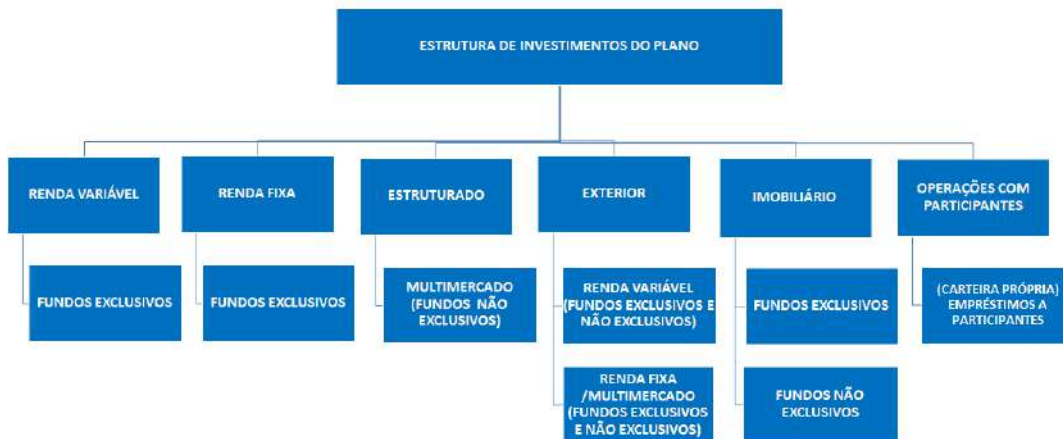 ESTRUTURA DE INVESTIMENTOS DO PLANO
RENDA VARIÁVEL
RENDA FIXA
ESTRUTURADO
EXTERIOR
IMOBILIÁRIO
OPERAÇÕES COM
PARTICIPANTES
FUNDOS EXCLUSIVOS
FUNDOS EXCLUSIVOS
MULTIMERCADO
(FUNDOS NÃO
EXCLUSIVOS)
RENDA VARIÁVEL
(FUNDOS EXCLUSIVOS E
NÃO EXCLUSIVOS)
FUNDOS EXCLUSIVOS
(CARTEIRA PRÓPRIA)
EMPRÉSTIMOS A
PARTICIPANTES
RENDA FIXA
/MULTIMERCADO
(FUNDOS EXCLUSIVOS
E NÃO EXCLUSIVOS)
FUNDOS NÃO
EXCLUSIVOS